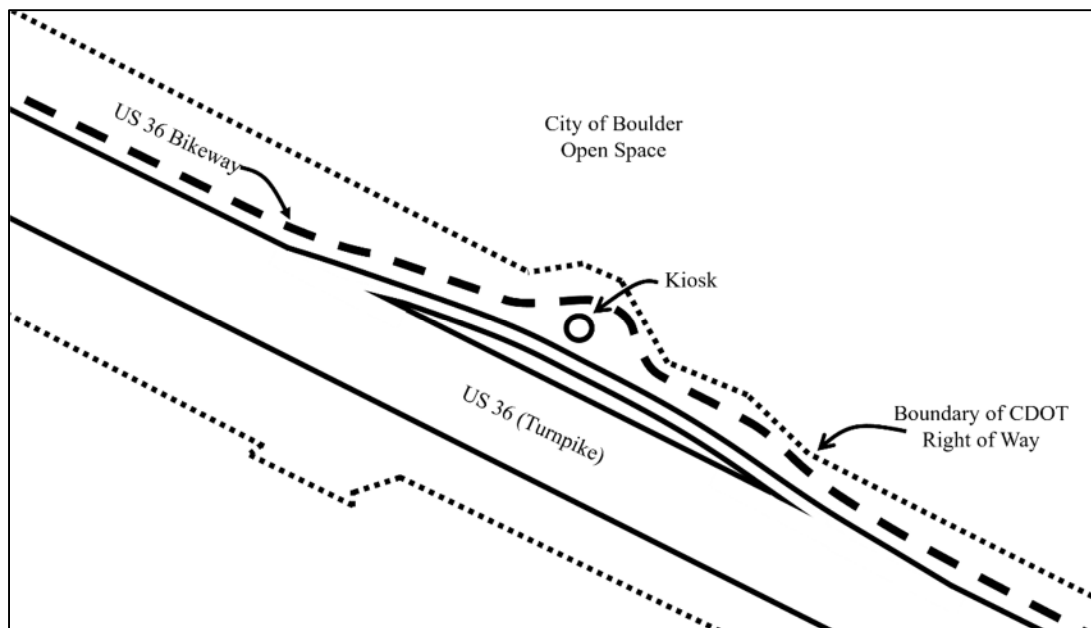 City of Boulder
Open Space
US 36 Bikeway
Kiosk
US 36 (Turnpike)
Boundary of CDOT
Right of Way